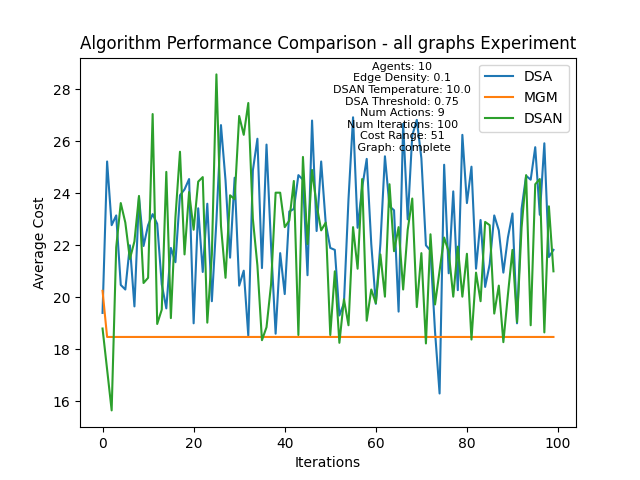 Algorithm Performance Comparison - all graphs Experiment
Agents: 10
Edge Density: 0.1
DSAN Temperature: 10.0
DSA Threshold: 0.75
Num Actions: 9
Num Iterations: 100
Cost Range: 51
Graph: complete
DSA
MGM
DSAN
Average Cost
28
26
24
22
20
18
16
0
20
40
60
80
100
Iterations